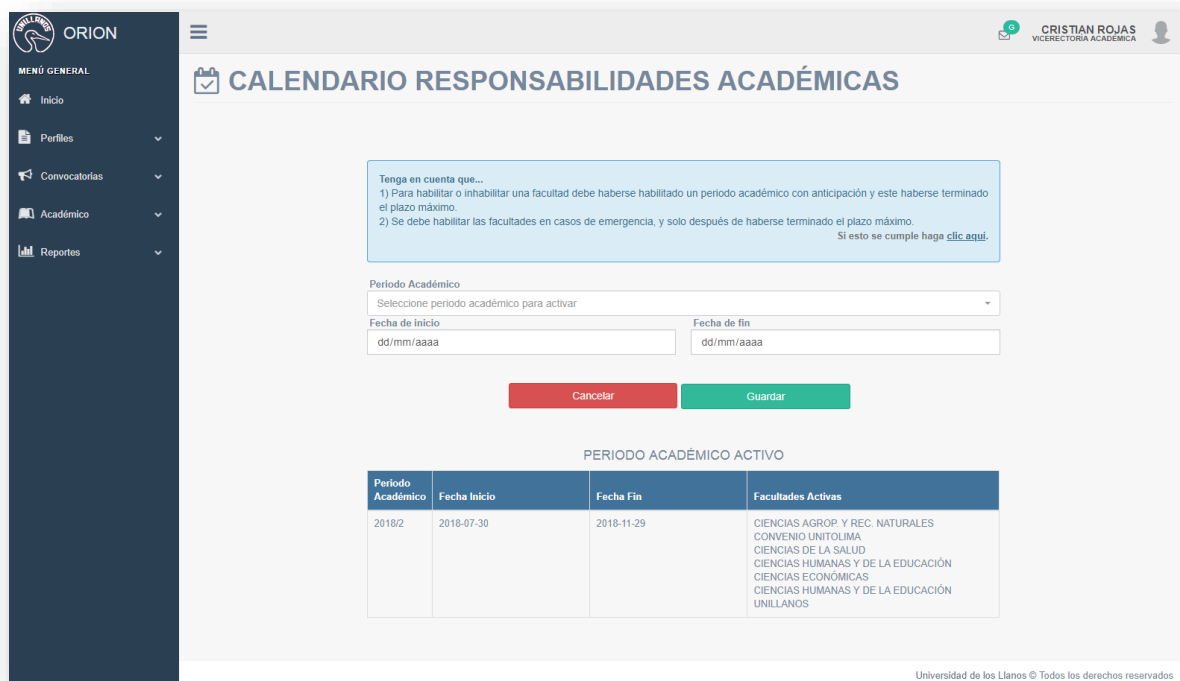 UNILLANOS
ORION
G
CRISTIAN ROJAS
VICERECTORÍA ACADÉMICA
MENÚ GENERAL
Inicio
Perfiles
Convocatorias
Académico
Reportes
CALENDARIO RESPONSABILIDADES ACADÉMICAS
Tenga en cuenta que...
1) Para habilitar o inhabilitar una facultad debe haberse habilitado un periodo académico con anticipación y este haberse terminado
el plazo máximo.
2) Se debe habilitar las facultades en casos de emergencia, y solo después de haberse terminado el plazo máximo.
Si esto se cumple haga clic aquí.
Periodo Académico
Seleccione periodo académico para activar
Fecha de inicio
Fecha de fin
dd/mm/aaaa
dd/mm/aaaa
Cancelar
Guardar
PERIODO ACADÉMICO ACTIVO
Periodo
Académico
Fecha Inicio
Fecha Fin
Facultades Activas
2018/2
2018-07-30
2018-11-29
CIENCIAS AGROP. Y REC. NATURALES
CONVENIO UNITOLIMA
CIENCIAS DE LA SALUD
CIENCIAS HUMANAS Y DE LA EDUCACIÓN
CIENCIAS ECONÓMICAS
CIENCIAS HUMANAS Y DE LA EDUCACIÓN
UNILLANOS
Universidad de los Llanos © Todos los derechos reservados